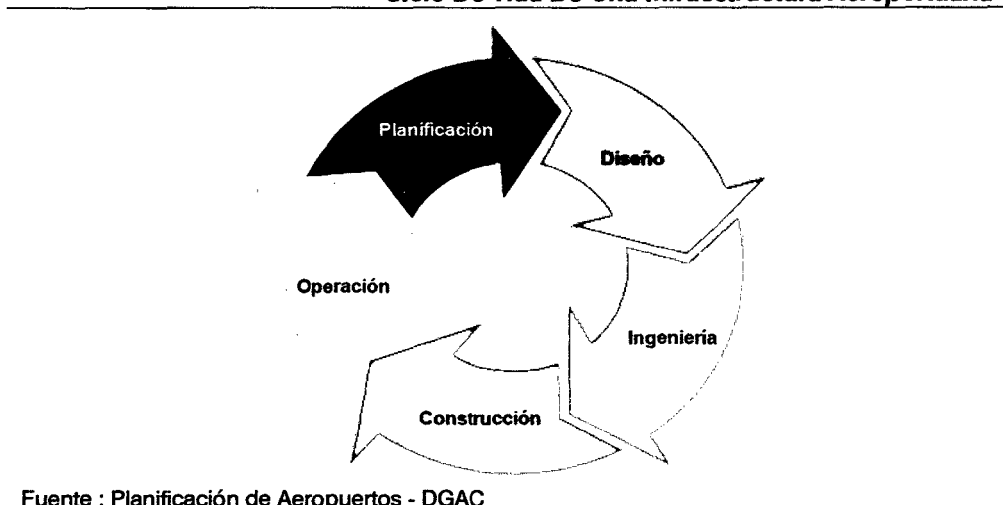 Planificación
Diseño
Operación
Ingeniería
Construcción
Fuente : Planificación de Aeropuertos - DGAC